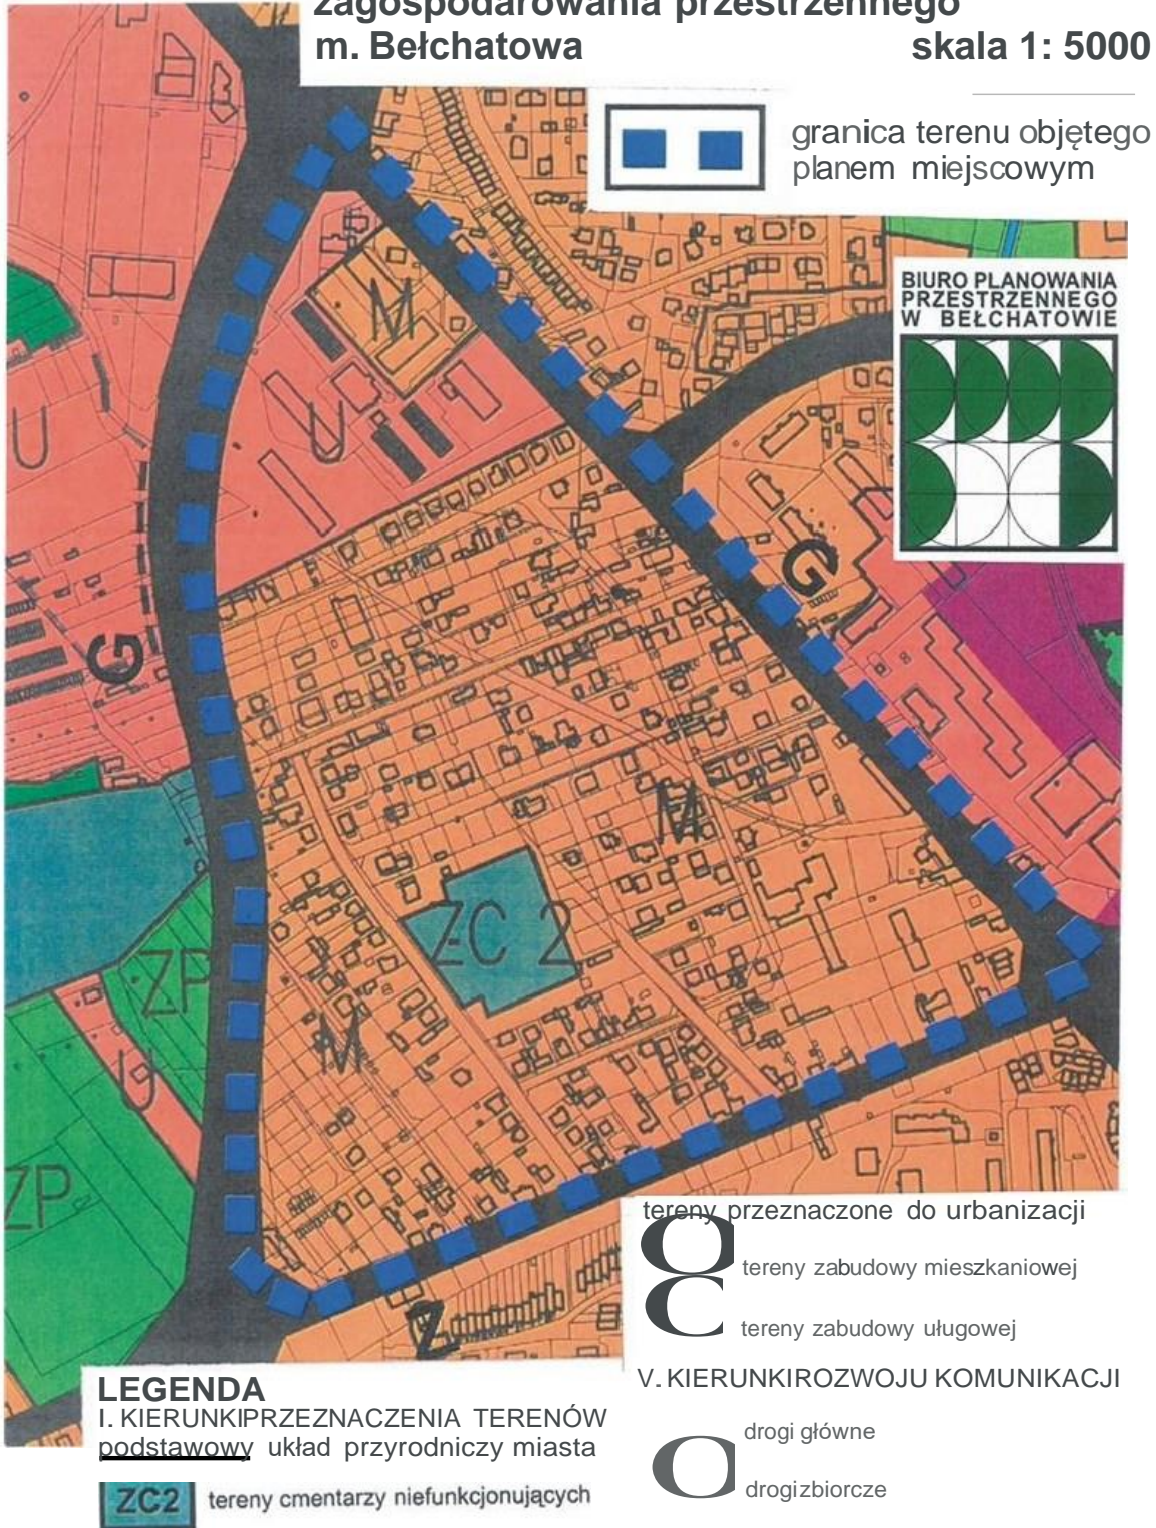 zagospodarowania przestrzennego
m. Bełchatowa skala 1: 5000
granica terenu objętego
planem miejscowym
BIURO PLANOWANIA
PRZESTRZENNEGO
W BEŁCHATOWIE
M
U
U
G
G
M
ZC 2
ZP
M
U
ZP
Z
tereny przeznaczone do urbanizacji
tereny zabudowy mieszkaniowej
tereny zabudowy uługowej
V. KIERUNKIROZWOJU KOMUNIKACJI
drogi główne
drogizbiorcze
LEGENDA
I. KIERUNKIPRZEZNACZENIA TERENÓW
podstawowy układ przyrodniczy miasta
ZC2 tereny cmentarzy niefunkcjonujących